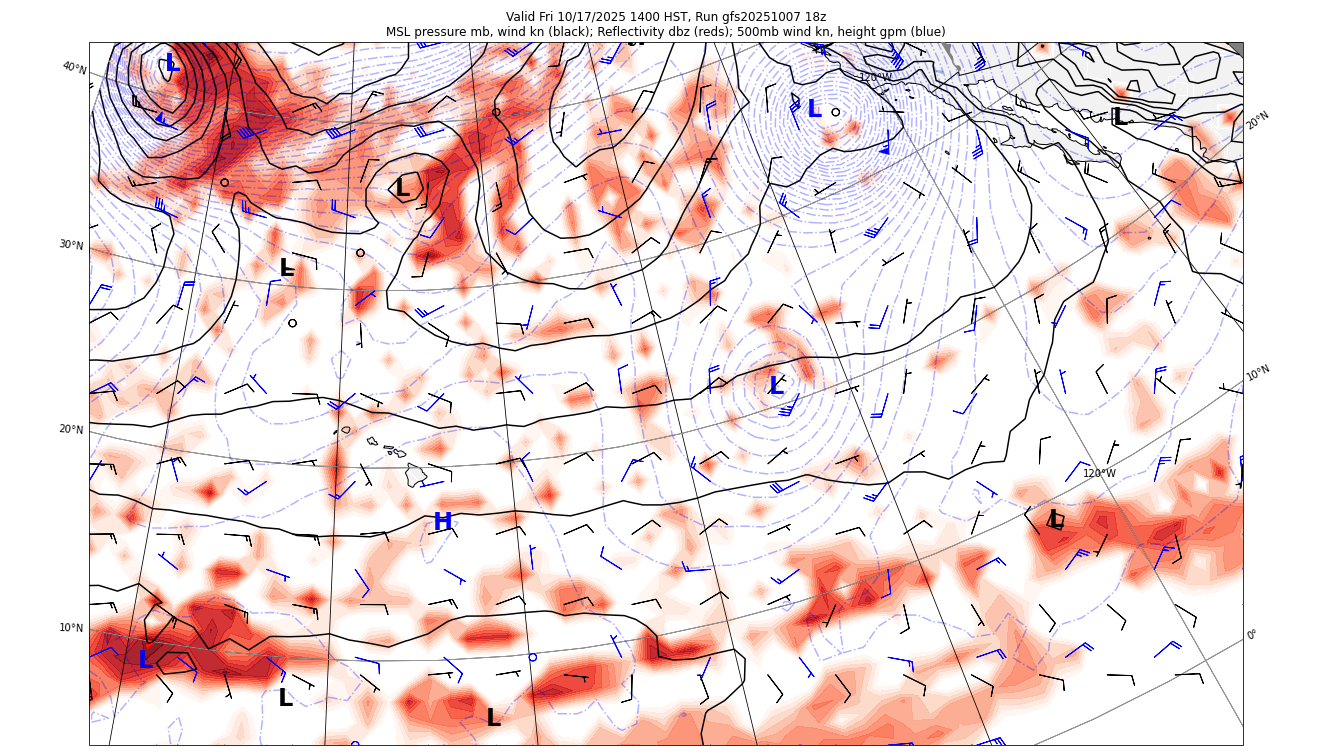 Valid Fri 10/17/2025 1400 HST, Run gfs20251007 18z
MSL pressure mb, wind kn (black); Reflectivity dbz (reds); 500mb wind kn, height gpm (blue)
L
40°N
120°W
L
L
20°N
L
30°N
L
10°N
L
20°N
120°W
H
L
10°N
0°
L
L
L